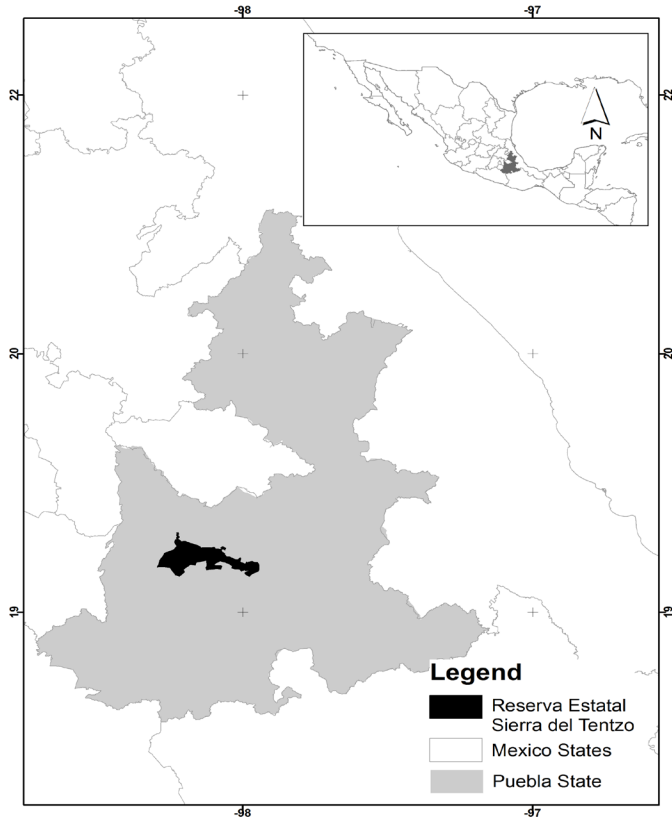 -98 -97
N
22 22
20 20
19 19
Legend
Reserva Estatal
Sierra del Tentzo
Mexico States
Puebla State
-98 -97